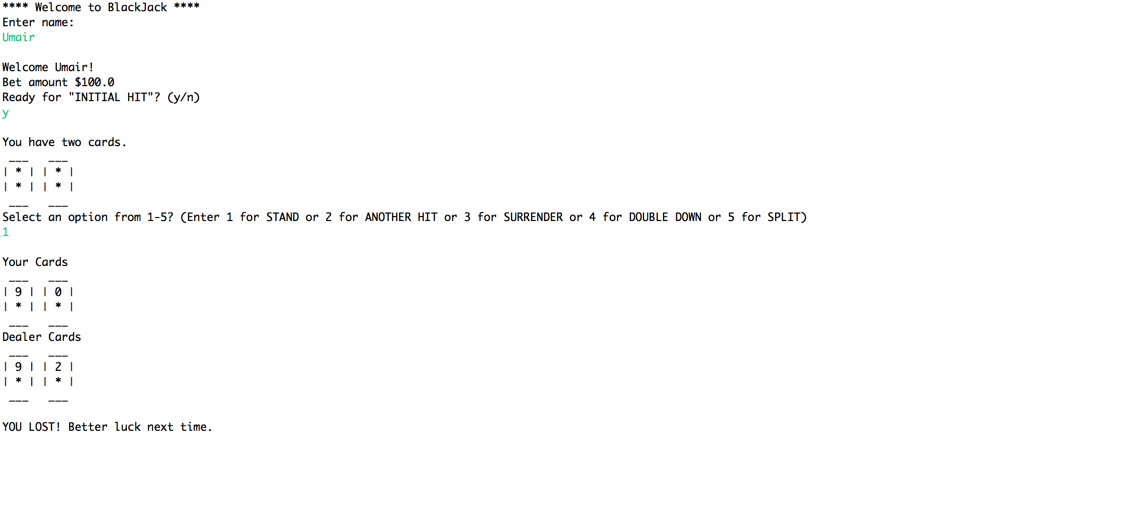 **** Welcome to BlackJack ****
Enter name:
Umair
Welcome Umair!
Bet amount $100.0
Ready for "INITIAL HIT"? (y/n)
y
You have two cards.
 ___   ___
| * | | * |
| * | | * |
 ___   ___
Select an option from 1-5? (Enter 1 for STAND or 2 for ANOTHER HIT or 3 for SURRENDER or 4 for DOUBLE DOWN or 5 for SPLIT)
1
Your Cards
 ___   ___
| 9 | | 0 |
| * | | * |
 ___   ___
Dealer Cards
 ___   ___
| 9 | | 2 |
| * | | * |
 ___   ___
YOU LOST! Better luck next time.